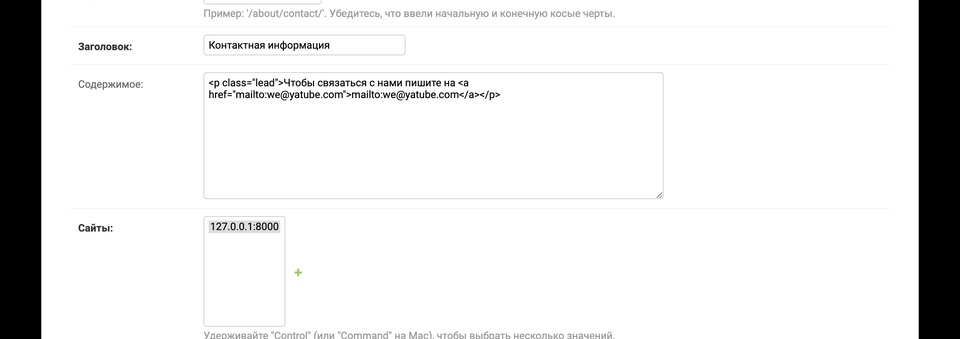 Пример: '/about/contact/'. Убедитесь, что ввели начальную и конечную косые черты.
Заголовок:
Контактная информация
Содержимое:
<p class="lead">Чтобы связаться с нами пишите на <a
href="mailto:we@yatube.com">mailto:we@yatube.com</a></p>
Сайты:
127.0.0.1:8000
Удерживайте "Control" (или "Command" на Mac), чтобы выбрать несколько значений.